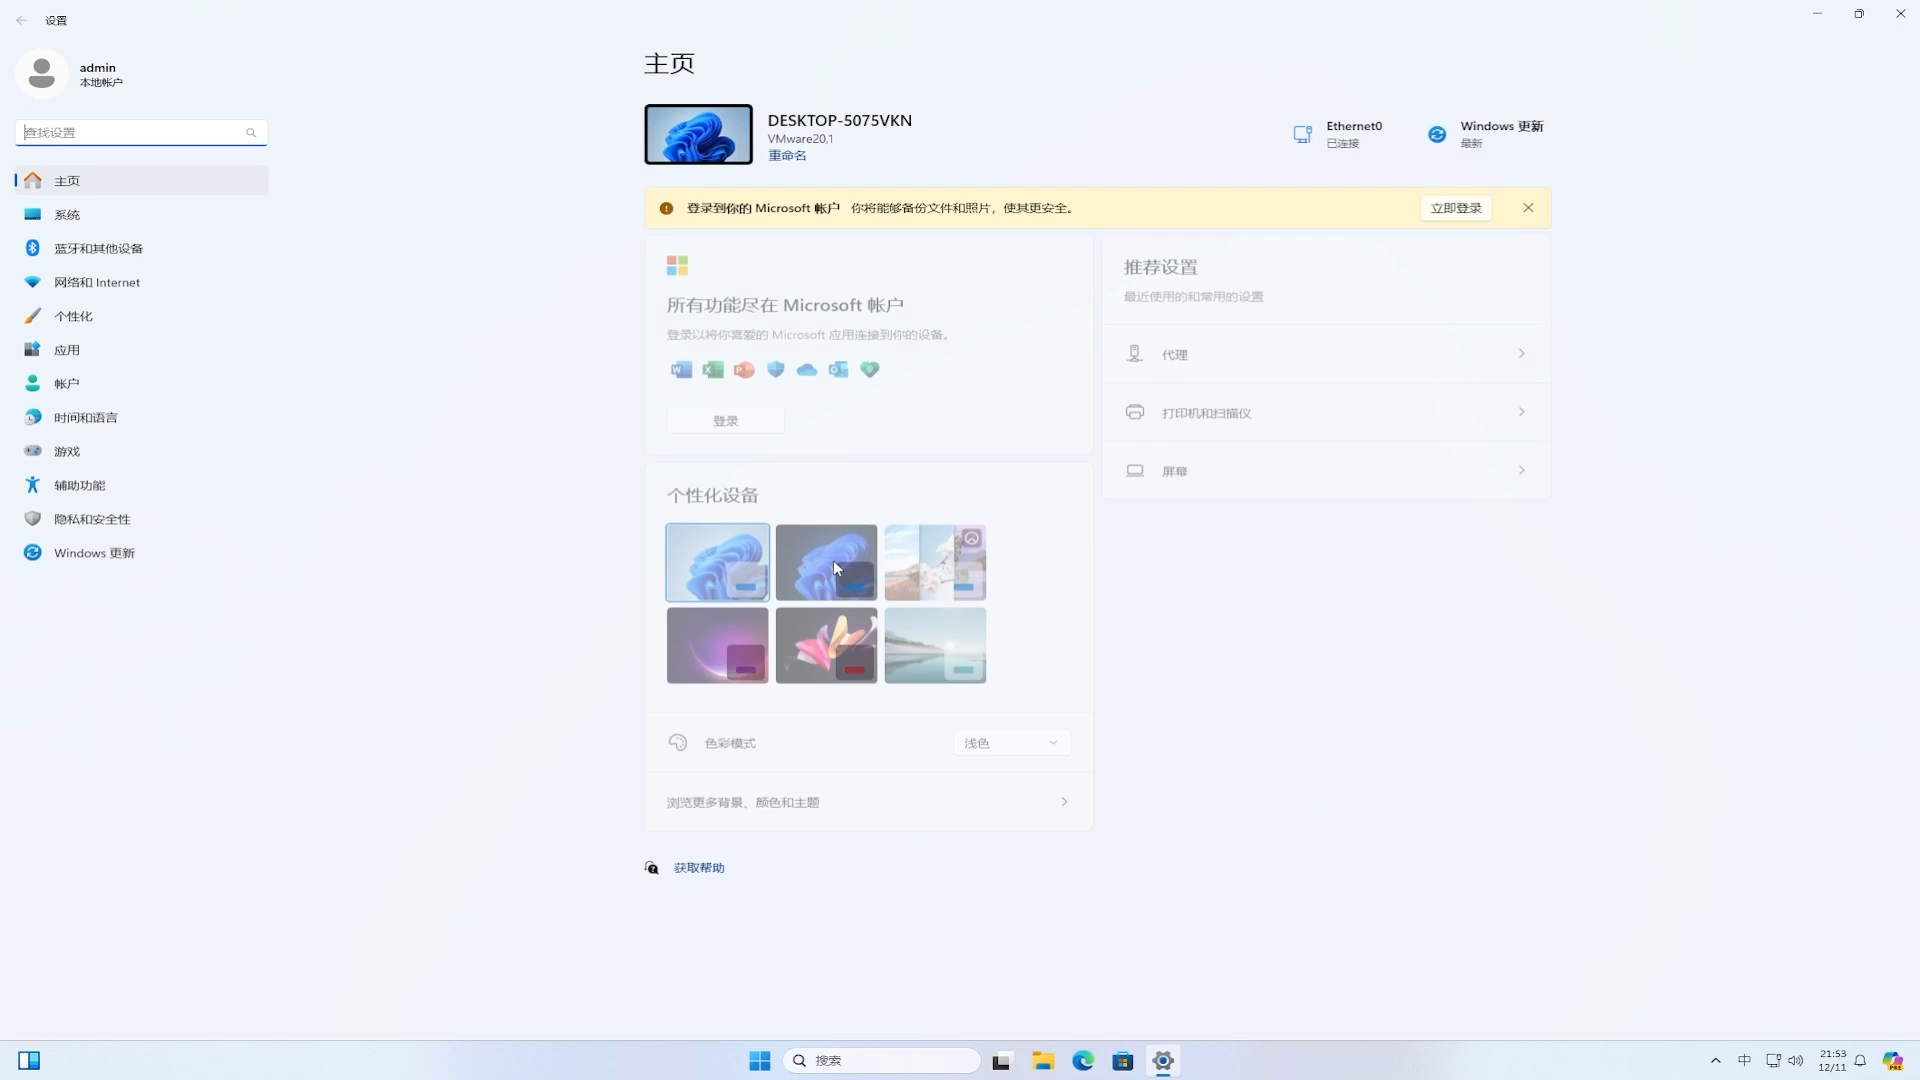 设置
admin
本地帐户
查找设置
主页
系统
蓝牙和其他设备
网络和 Internet
个性化
应用
帐户
时间和语言
游戏
辅助功能
隐私和安全性
Windows 更新
主页
DESKTOP-5075VKN
VMware20,1
重命名
Ethernet0
已连接
Windows 更新
最新
登录到你的 Microsoft 帐户 你将能够备份文件和照片，使其更安全。
立即登录
所有功能尽在 Microsoft 帐户
登录以将你喜爱的 Microsoft 应用连接到你的设备。
登录
推荐设置
最近使用的和常用的设置
代理
打印机和扫描仪
屏幕
个性化设备
色彩模式
浅色
浏览更多背景、颜色和主题
获取帮助
搜索
中
21:53
12/11
PRE